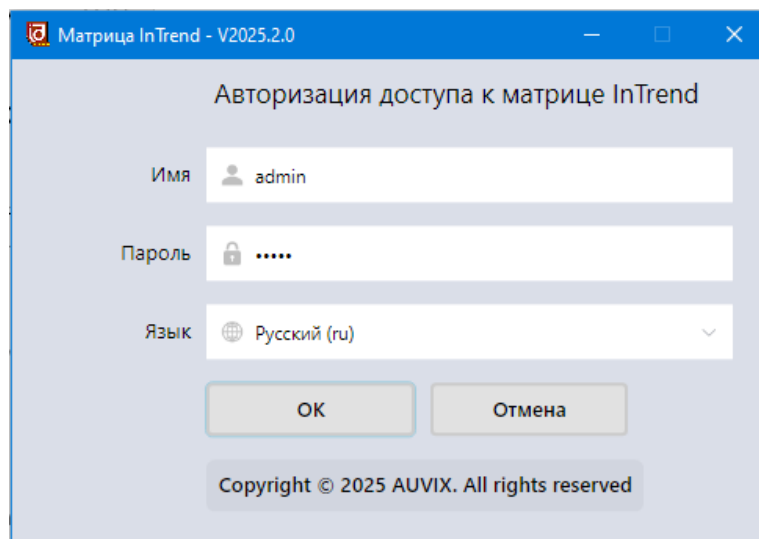 Матрица InTrend - V2025.2.0
Авторизация доступа к матрице InTrend
Имя
admin
Пароль
•••••
Язык
Русский (ru)
OK
Отмена
Copyright © 2025 AUVIX. All rights reserved